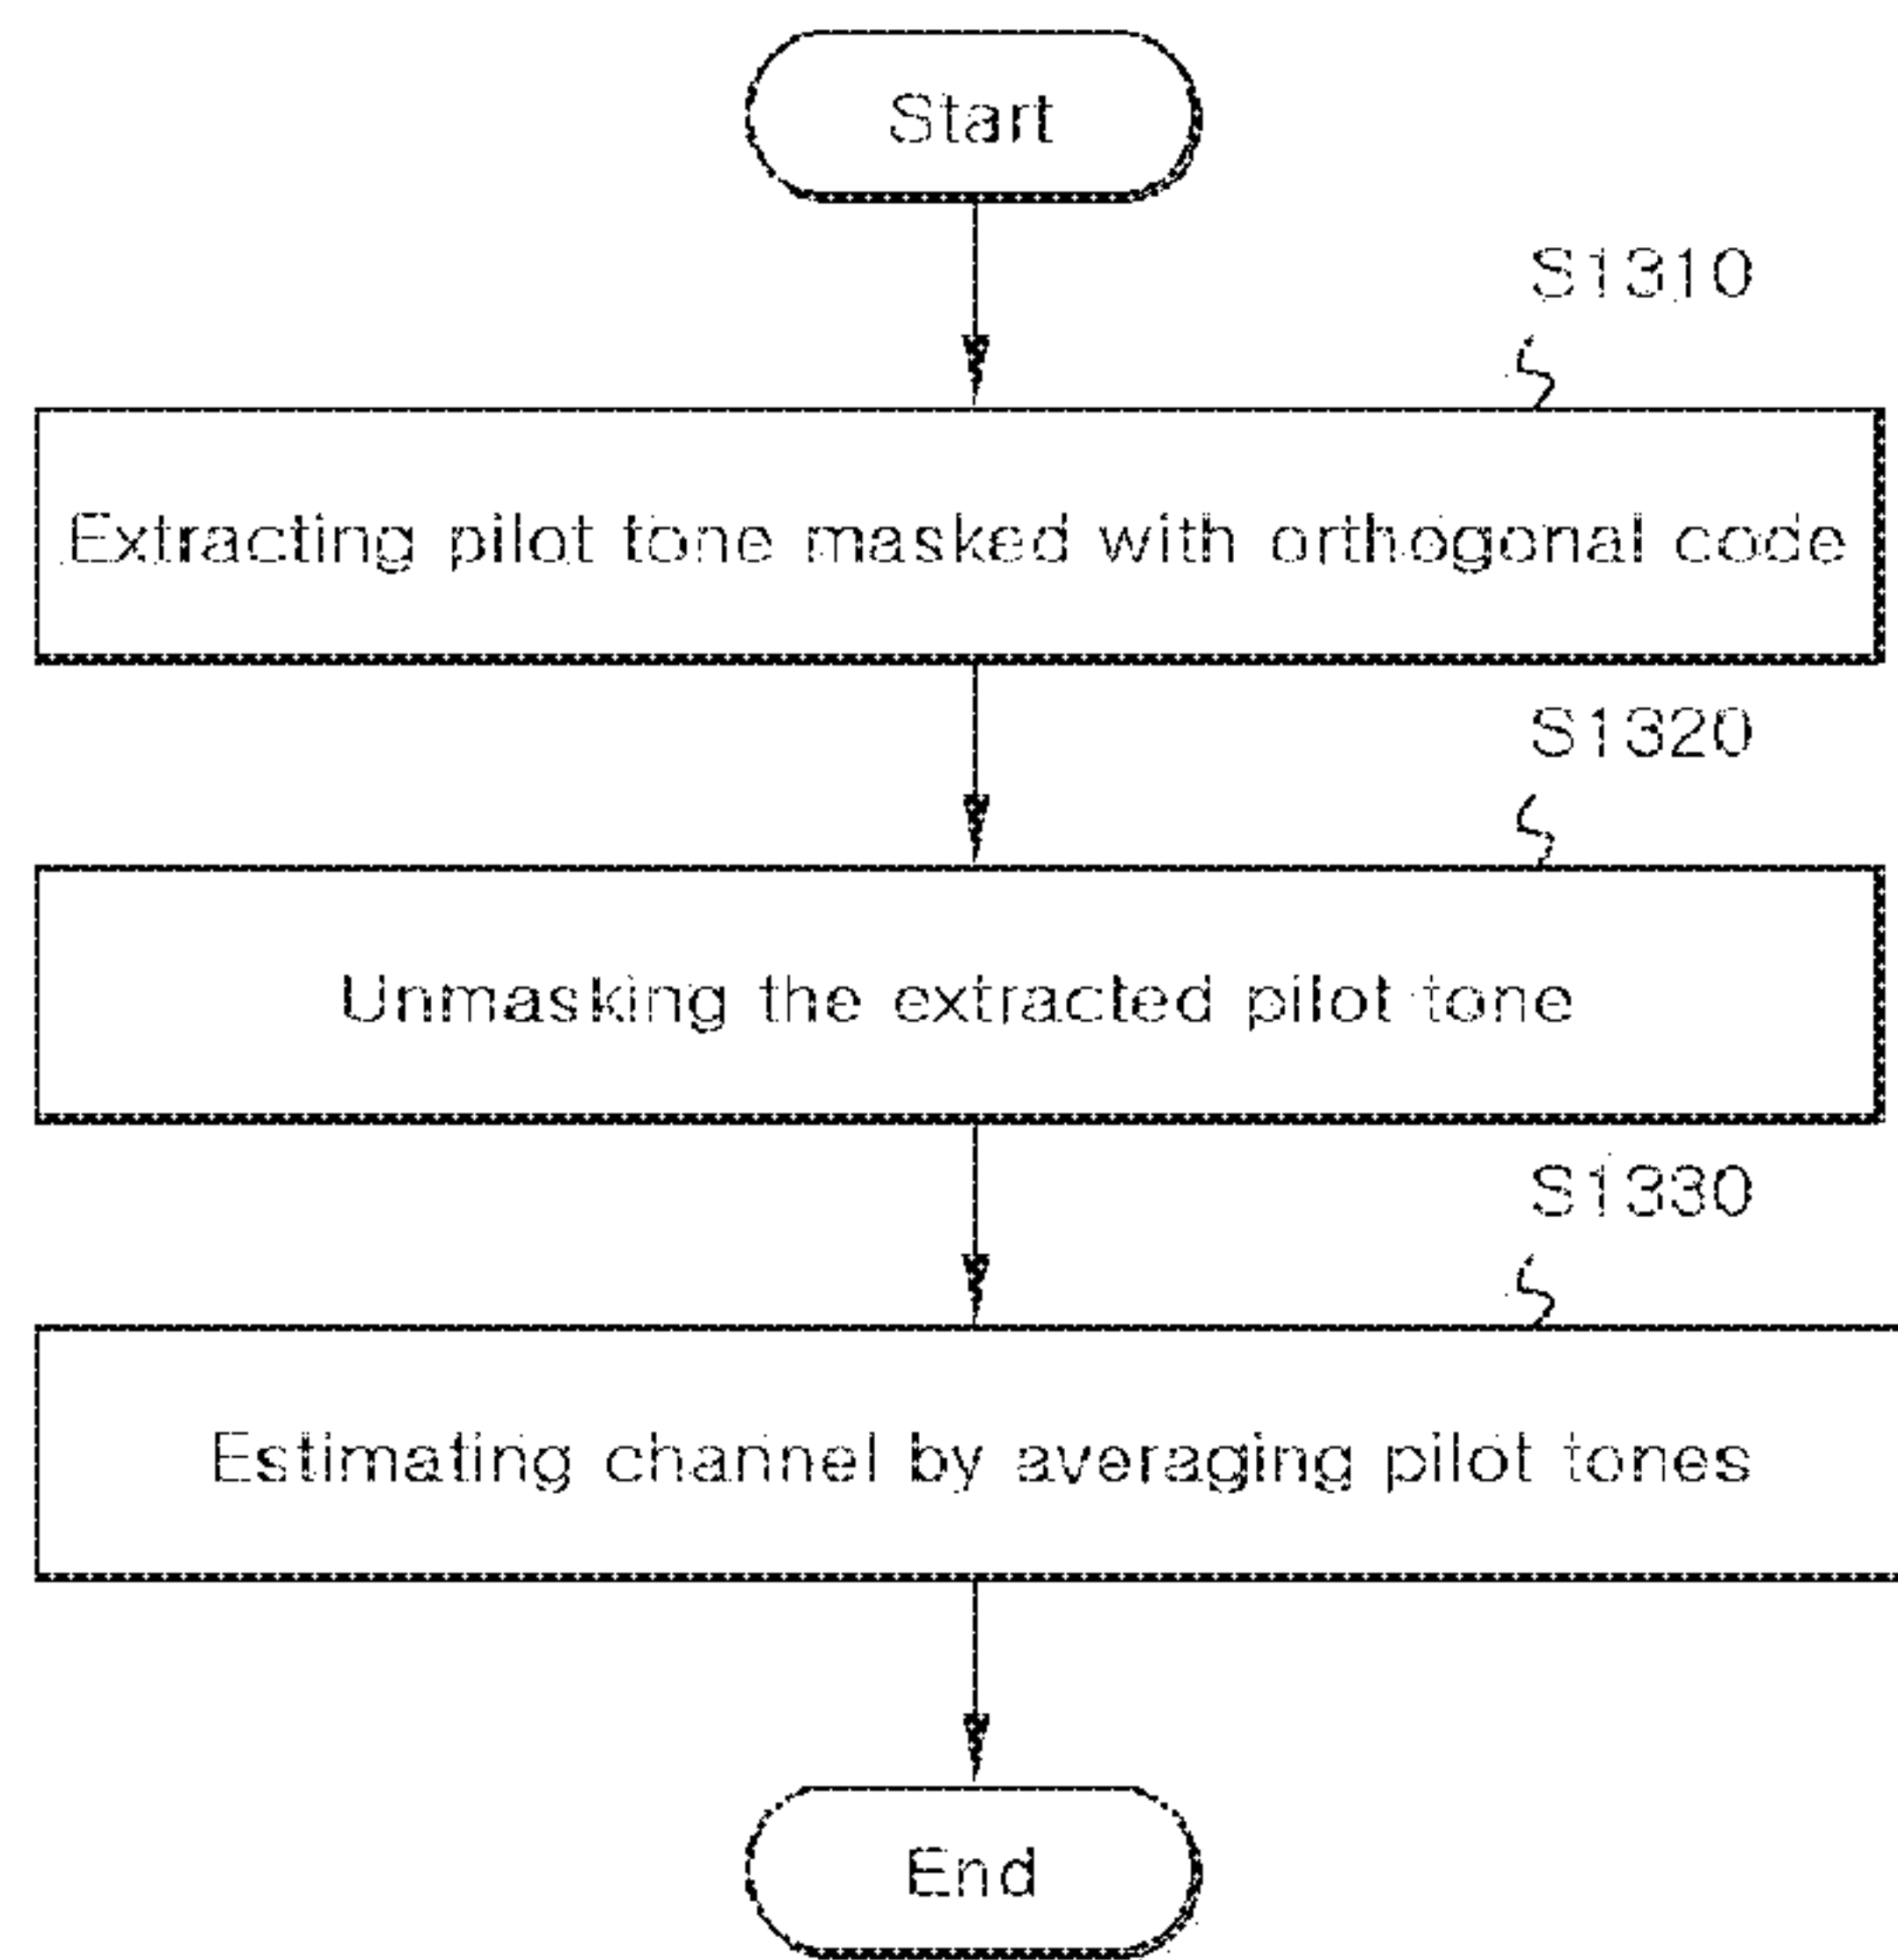 Start
S1310
Extracting pilot tone masked with orthogonal code
S1320
Unmasking the extracted pilot tone
S1330
Estimating channel by averaging pilot tones
End